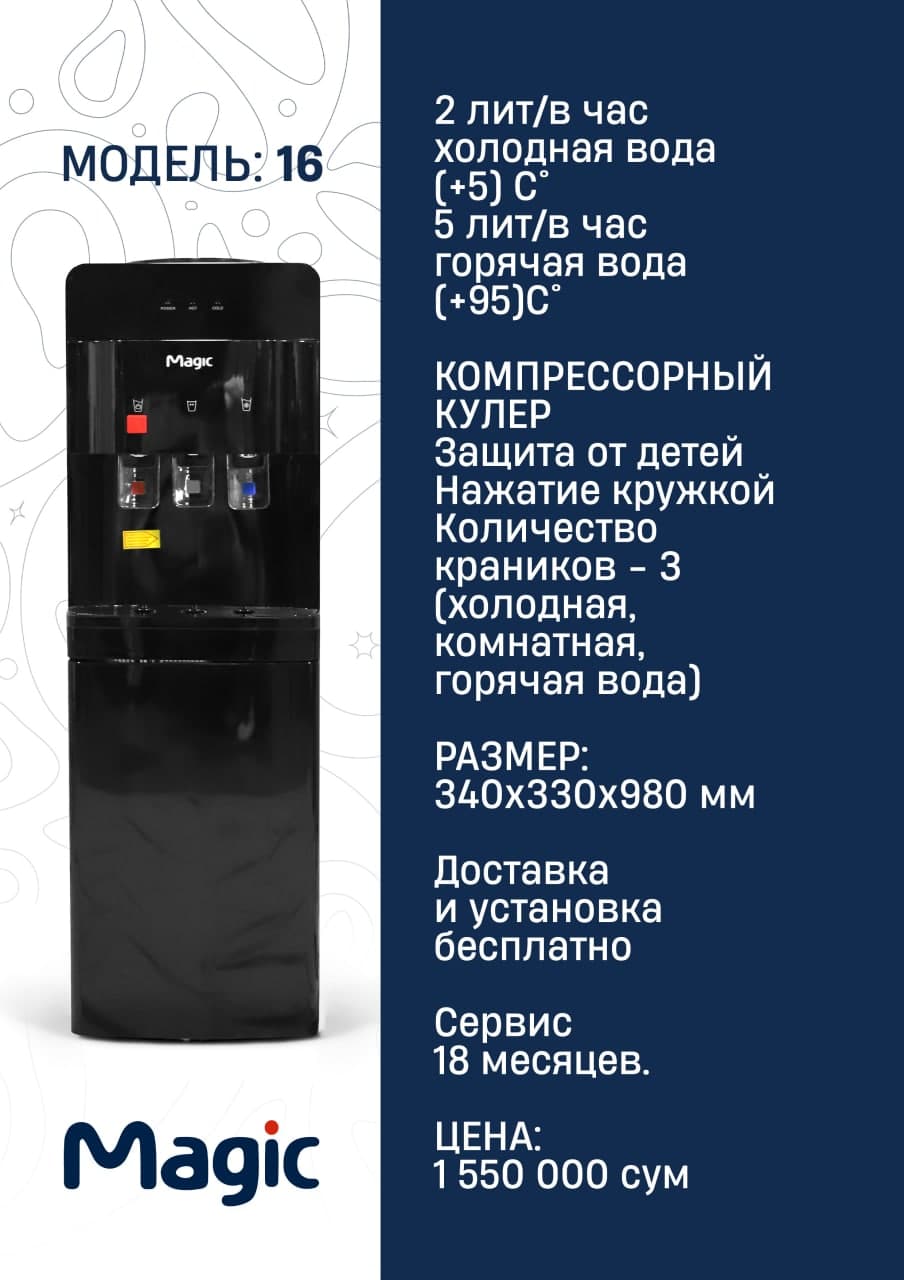 МОДЕЛЬ: 16
POWER HOT COLD
Magic
Magic
2 лит/в час
холодная вода
(+5) С°
5 лит/в час
горячая вода
(+95)С°
КОМПРЕССОРНЫЙ
КУЛЕР
Защита от детей
Нажатие кружкой
Количество
краников - 3
(холодная,
комнатная,
горячая вода)
РАЗМЕР:
340х330х980 мм
Доставка
и установка
бесплатно
Сервис
18 месяцев.
ЦЕНА:
1 550 000 сум